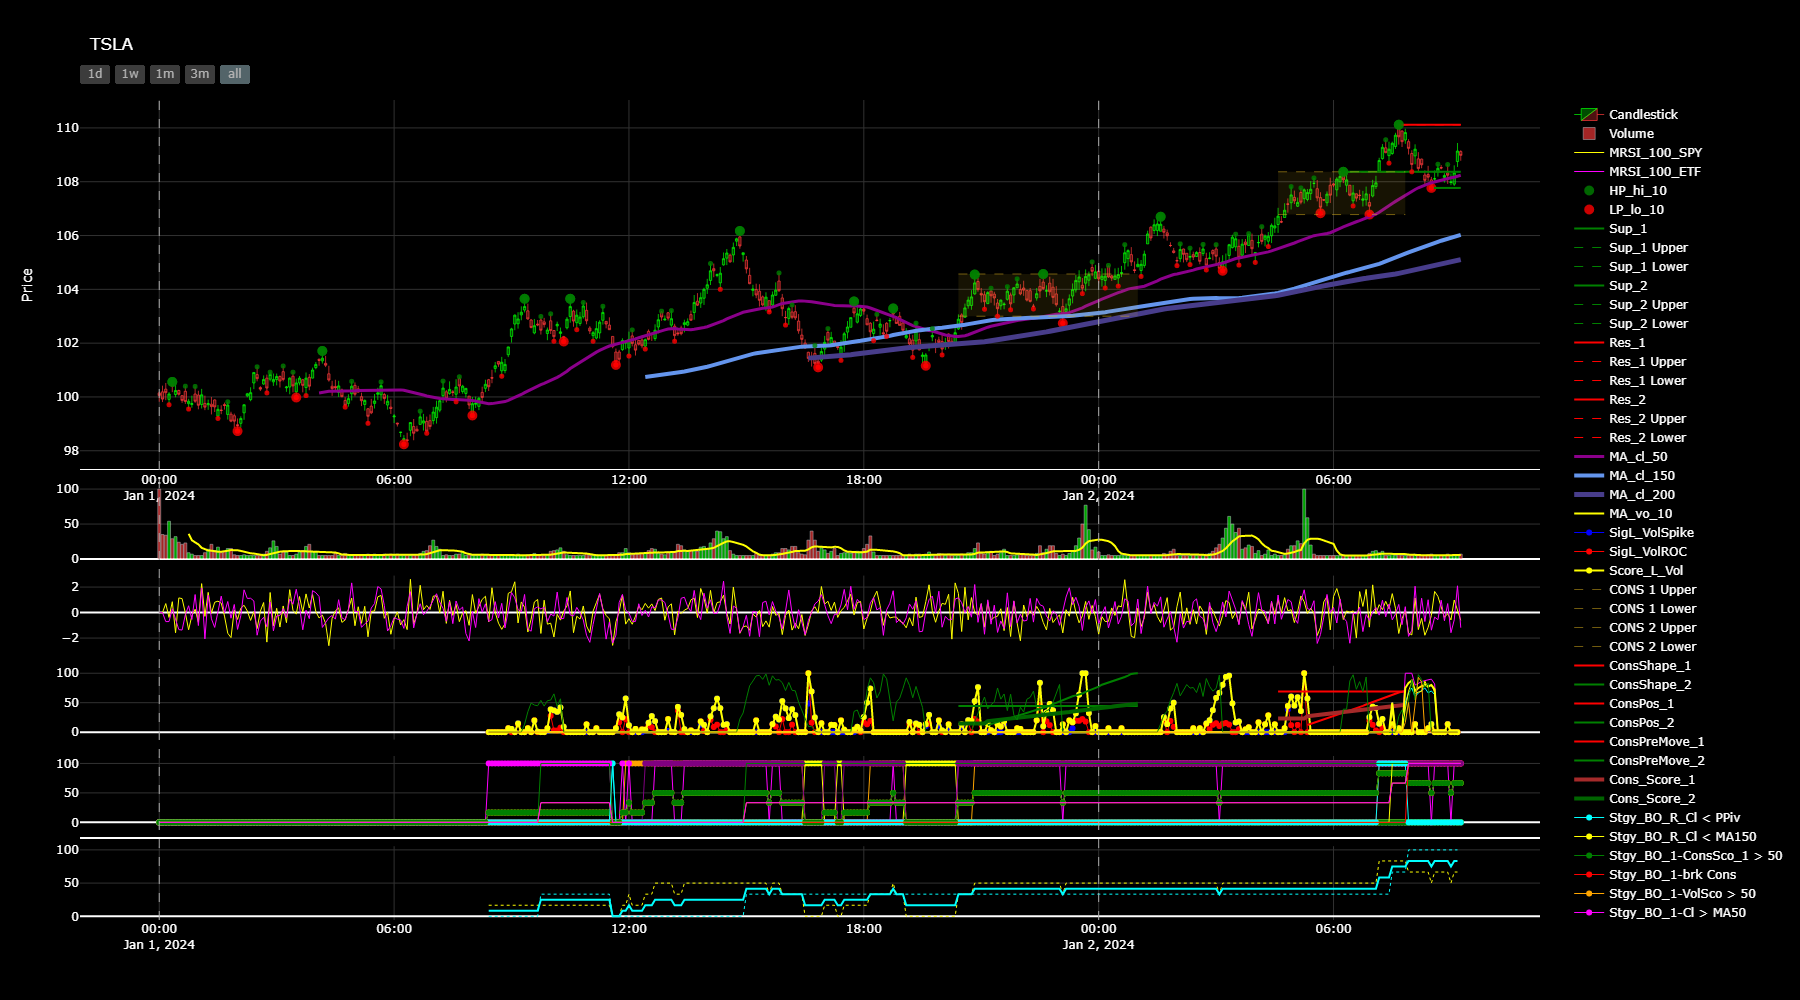 TSLA
1d 1w 1m 3m all
Price
110
108
106
104
102
100
98
00:00 06:00 12:00 18:00 00:00 06:00
Jan 1, 2024 Jan 2, 2024
100
50
0
2
0
−2
100
50
0
100
50
0
100
50
0
00:00 06:00 12:00 18:00 00:00 06:00
Jan 1, 2024 Jan 2, 2024
Candlestick
Volume
MRSI_100_SPY
MRSI_100_ETF
HP_hi_10
LP_lo_10
Sup_1
Sup_1 Upper
Sup_1 Lower
Sup_2
Sup_2 Upper
Sup_2 Lower
Res_1
Res_1 Upper
Res_1 Lower
Res_2
Res_2 Upper
Res_2 Lower
MA_cl_50
MA_cl_150
MA_cl_200
MA_vo_10
SigL_VolSpike
SigL_VolROC
Score_L_Vol
CONS 1 Upper
CONS 1 Lower
CONS 2 Upper
CONS 2 Lower
ConsShape_1
ConsShape_2
ConsPos_1
ConsPos_2
ConsPreMove_1
ConsPreMove_2
Cons_Score_1
Cons_Score_2
Stgy_BO_R_Cl < PPiv
Stgy_BO_R_Cl < MA150
Stgy_BO_1-ConsSco_1 > 50
Stgy_BO_1-brk Cons
Stgy_BO_1-VolSco > 50
Stgy_BO_1-Cl > MA50